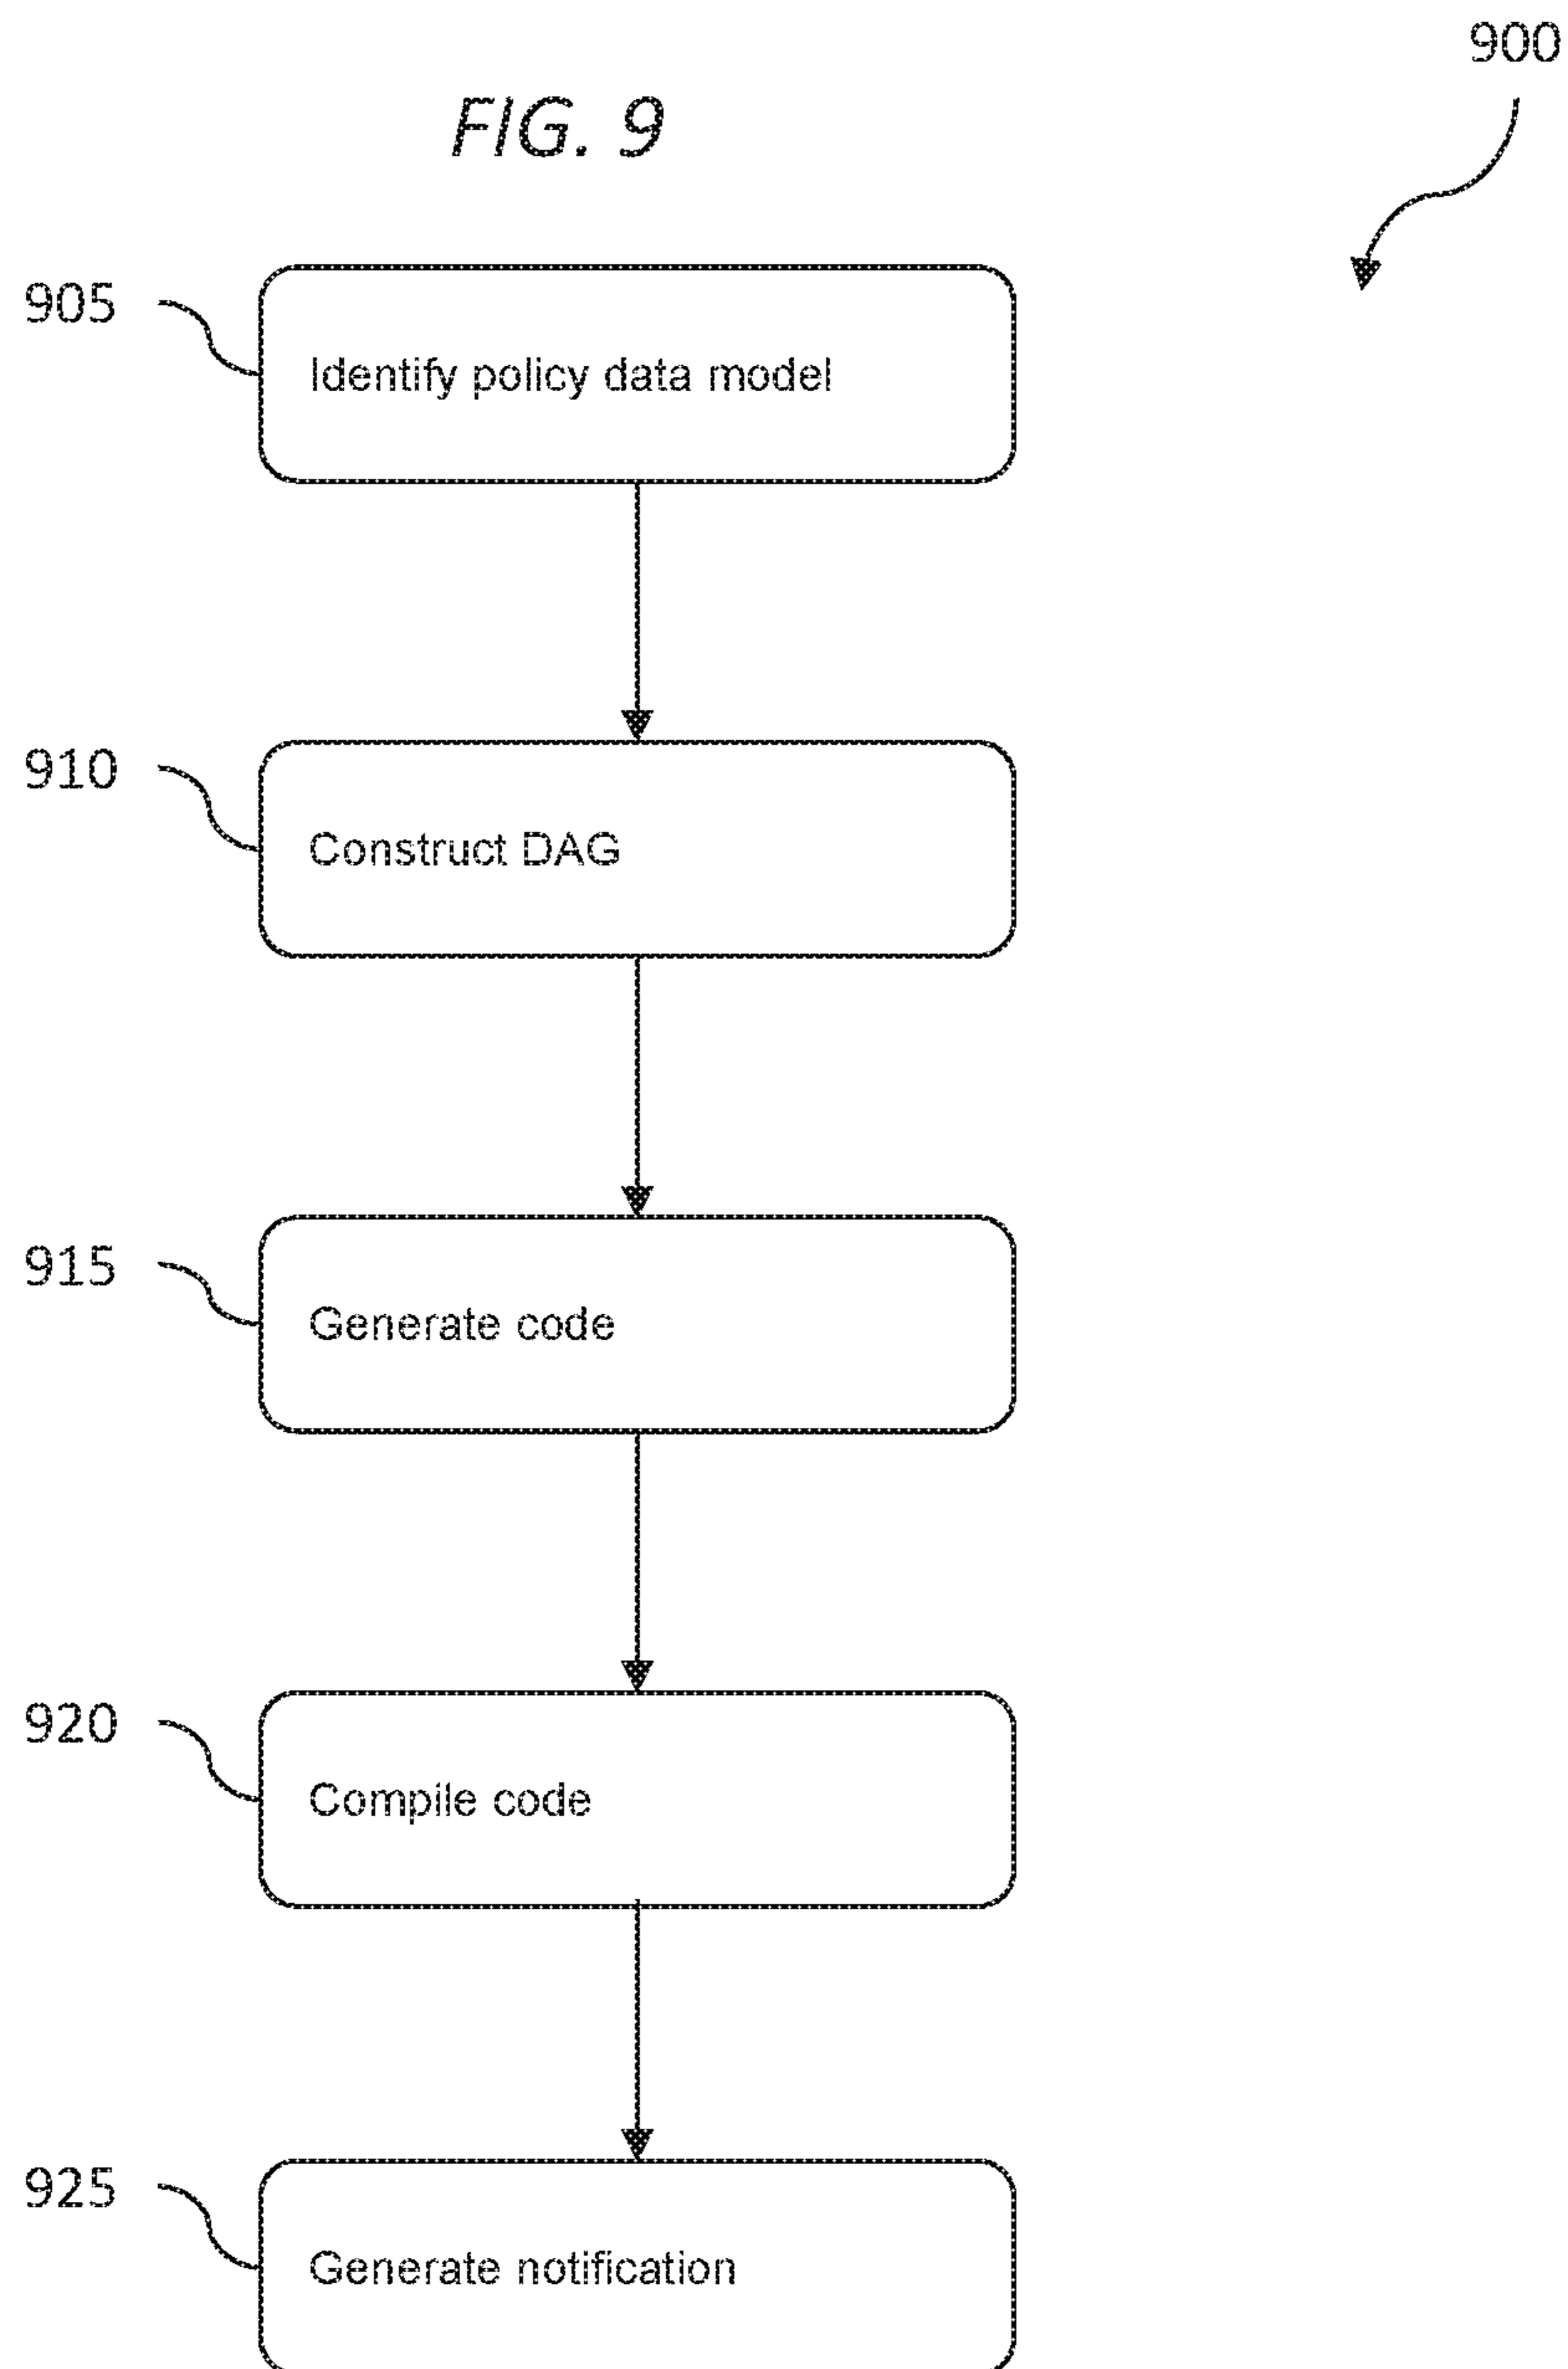 900
FIG. 9
905
Identify policy data model
910
Construct DAG
915
Generate code
920
Compile code
925
Generate notification